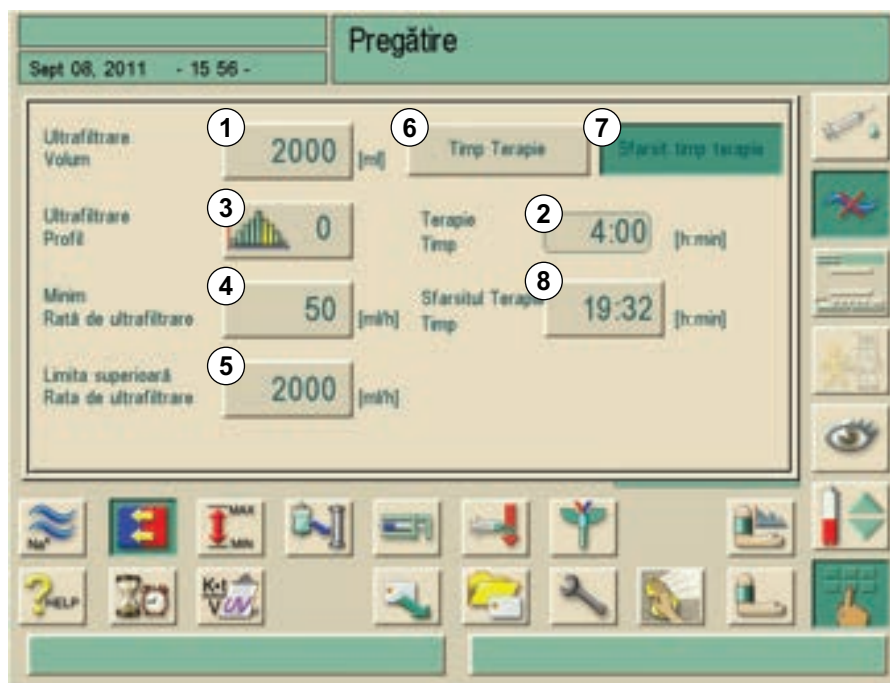 Pregătire
Sept 08, 2011 - 15 56 -
Ultrafiltrare
Volum
1
2000 [ml]
6
Timp Terapie
7
Sfarsit timp terapie
Ultrafiltrare
Profil
3
0
Terapie
Timp
2
4:00 [h:min]
Minim
Rată de ultrafiltrare
4
50 [ml/h]
Sfarsitul Terapie
Timp
8
19:32 [h:min]
Limita superioară
Rata de ultrafiltrare
5
2000 [ml/h]
Na+
MAX
MIN
?HELP
K•t
V UV